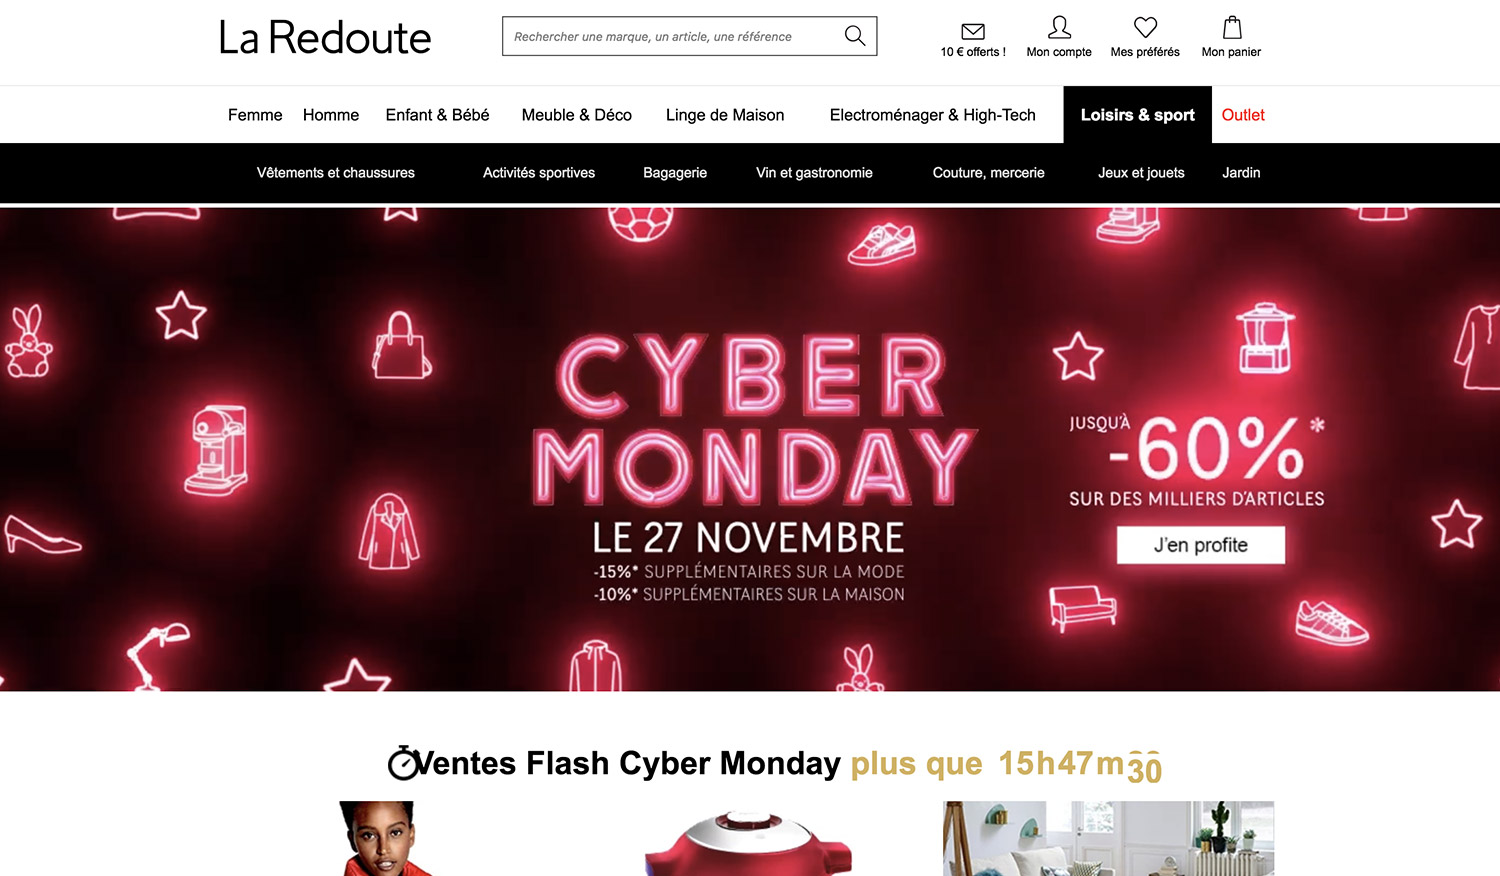 La Redoute
Rechercher une marque, un article, une référence
10 € offerts !
Mon compte
Mes préférés
Mon panier
Femme
Homme
Enfant & Bébé
Meuble & Déco
Linge de Maison
Electroménager & High-Tech
Loisirs & sport
Outlet
Vêtements et chaussures
Activités sportives
Bagagerie
Vin et gastronomie
Couture, mercerie
Jeux et jouets
Jardin
CYBER
MONDAY
LE 27 NOVEMBRE
-15%* SUPPLÉMENTAIRES SUR LA MODE
-10%* SUPPLÉMENTAIRES SUR LA MAISON
JUSQU'À
-60%*
SUR DES MILLIERS D'ARTICLES
J'en profite
Ventes Flash Cyber Monday plus que 15h47m30